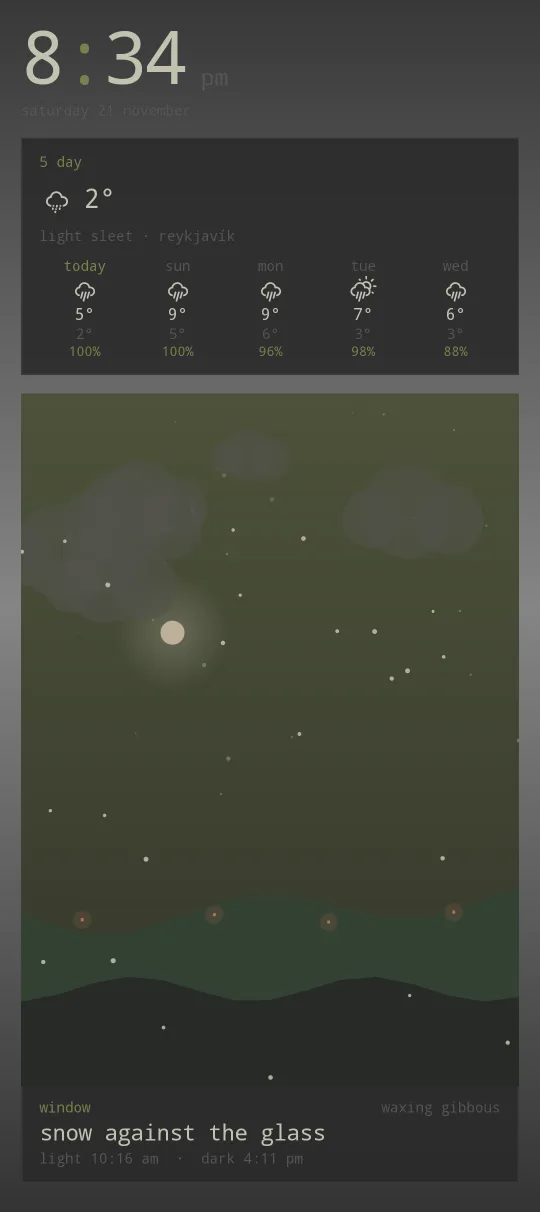 8:34 pm
saturday 21 november
5 day
2°
light sleet · reykjavík
today sun mon tue wed
5° 9° 9° 7° 6°
2° 5° 6° 3° 3°
100% 100% 96% 98% 88%
window waxing gibbous
snow against the glass
light 10:16 am · dark 4:11 pm